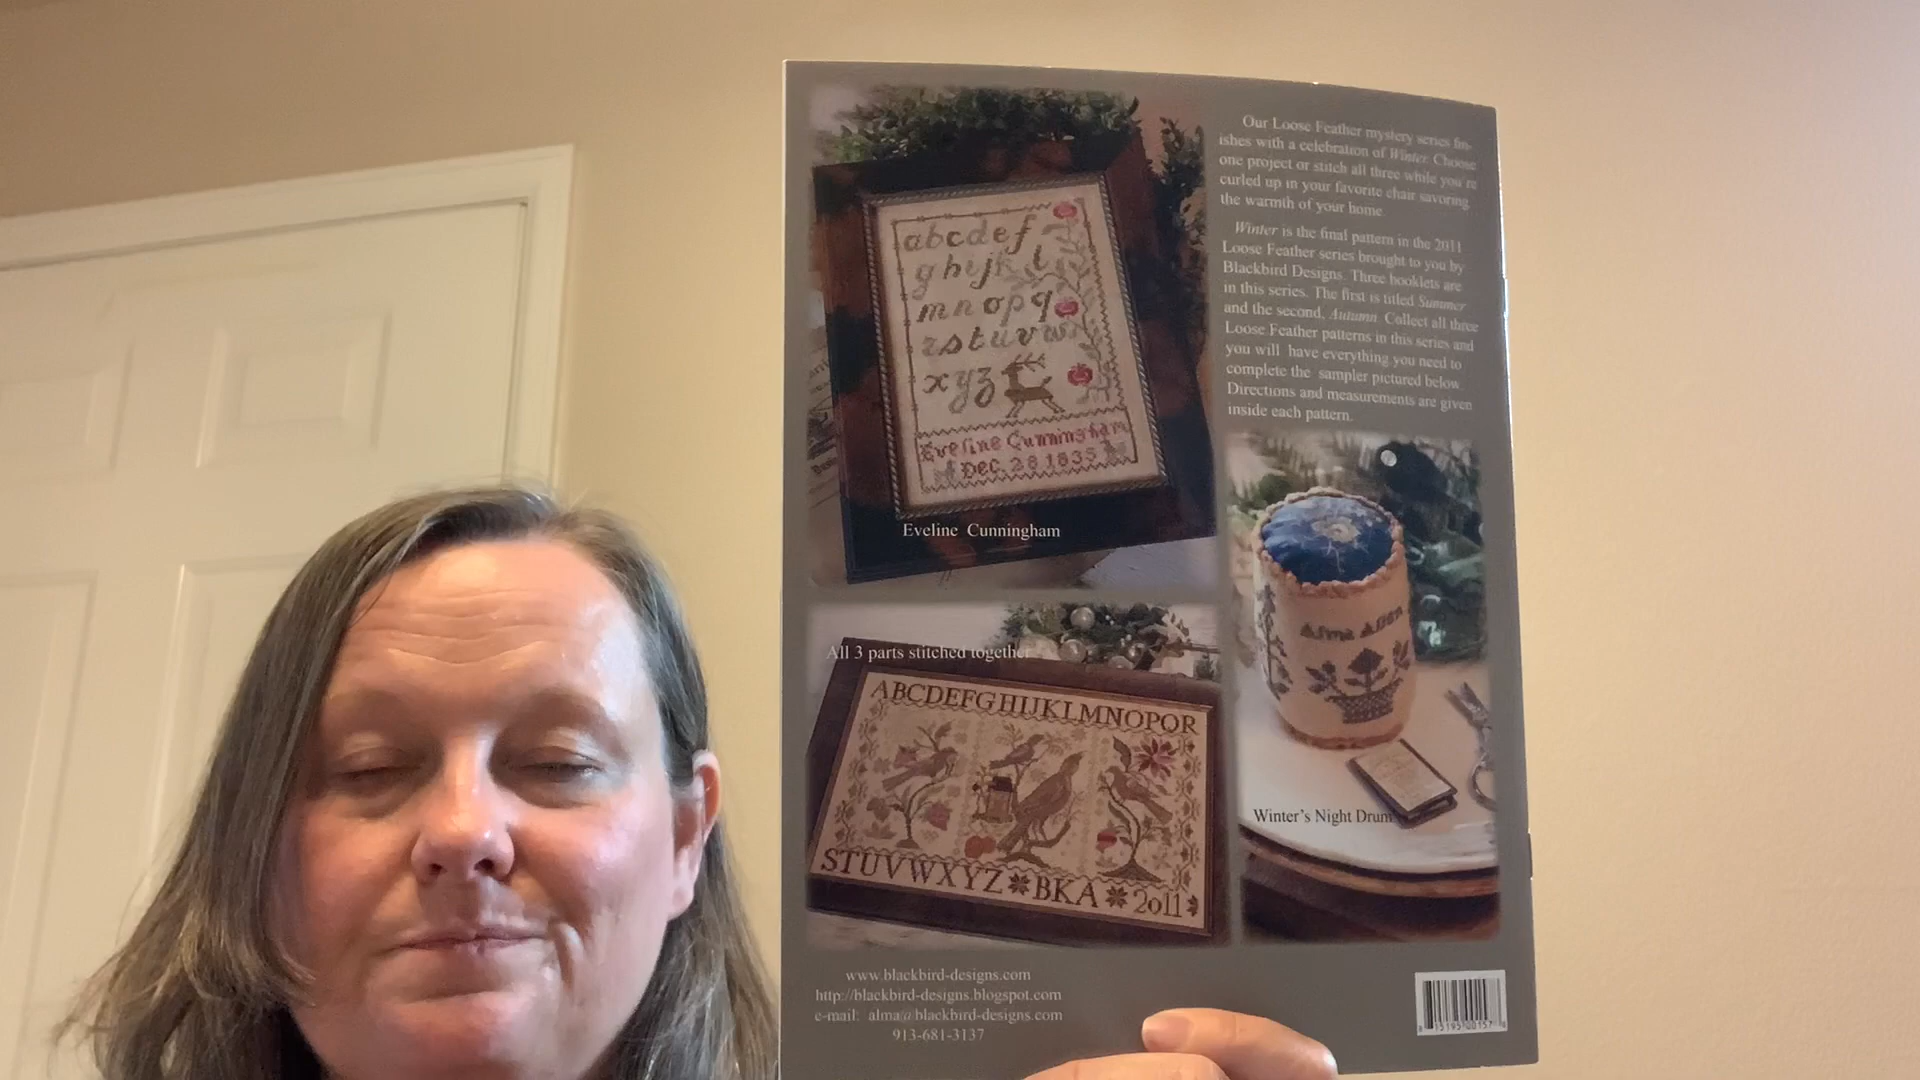 Our Loose Feather mystery series fin-
ishes with a celebration of Winter. Choose
one project or stitch all three while you're
curled up in your favorite chair savoring
the warmth of your home.
Winter is the final pattern in the 2011
Loose Feather series brought to you by
Blackbird Designs. Three booklets are
in this series. The first is titled Summer
and the second, Autumn. Collect all three
Loose Feather patterns in this series and
you will have everything you need to
complete the sampler pictured below.
Directions and measurements are given
inside each pattern.
abcdef
ghijkl
mnopq
rstuvw
xyz
Eveline Cunningham
Dec. 28 1835
Eveline Cunningham
All 3 parts stitched together
ABCDEFGHIJKLMNOPQR
STUVWXYZ BKA 2011
Alma Allen
Winter's Night Drum
www.blackbird-designs.com
http://blackbird-designs.blogspot.com
e-mail: alma@blackbird-designs.com
913-681-3137